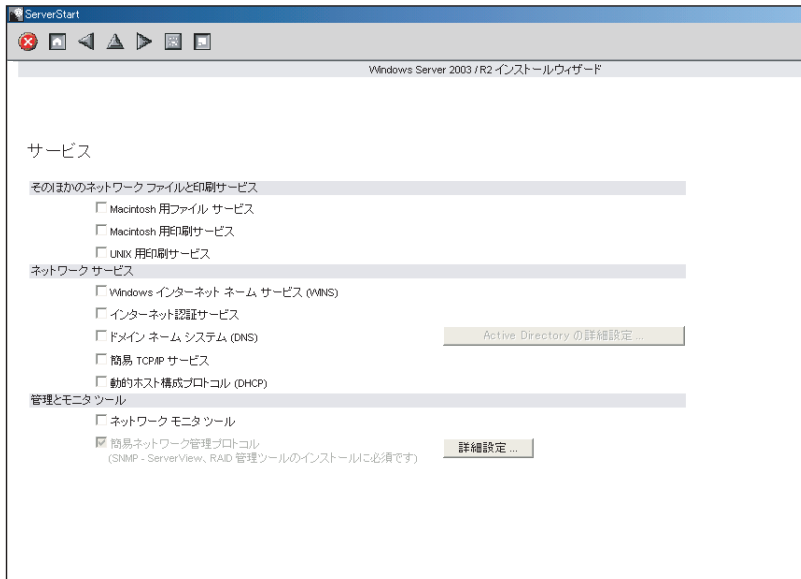 ServerStart
Windows Server 2003 / R2 インストールウィザード
サービス
そのほかのネットワーク ファイルと印刷サービス
Macintosh 用ファイル サービス
Macintosh 用印刷サービス
UNIX 用印刷サービス
ネットワーク サービス
Windows インターネット ネーム サービス (WINS)
インターネット認証サービス
ドメイン ネーム システム (DNS)
Active Directory の詳細設定 ...
簡易 TCP/IP サービス
動的ホスト構成プロトコル (DHCP)
管理とモニタ ツール
ネットワーク モニタ ツール
簡易ネットワーク管理プロトコル
詳細設定 ...
(SNMP - ServerView、RAID 管理ツールのインストールに必須です)